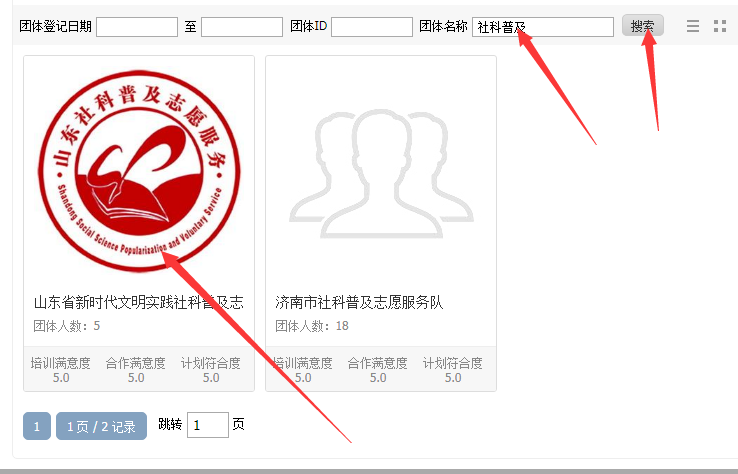 团体登记日期 至 团体ID 团体名称 社科普及 搜索
山东社科普及志愿服务
Shandong Social Science Popularization and Voluntary Service
山东省新时代文明实践社科普及志
团体人数：5
培训满意度 合作满意度 计划符合度
5.0 5.0 5.0
济南市社科普及志愿服务队
团体人数：18
培训满意度 合作满意度 计划符合度
5.0 5.0 5.0
1 1 页 / 2 记录 跳转 1 页